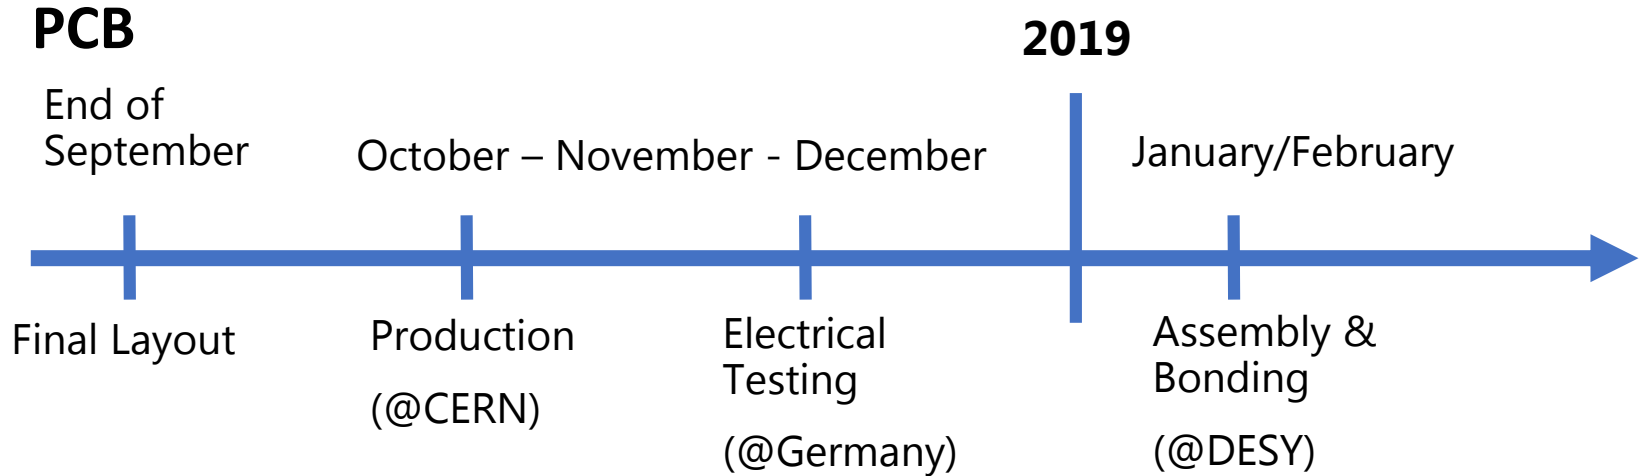 PCB
2019
End of
September
October – November - December
January/February
Final Layout
Production
(@CERN)
Electrical
Testing
(@Germany)
Assembly &
Bonding
(@DESY)